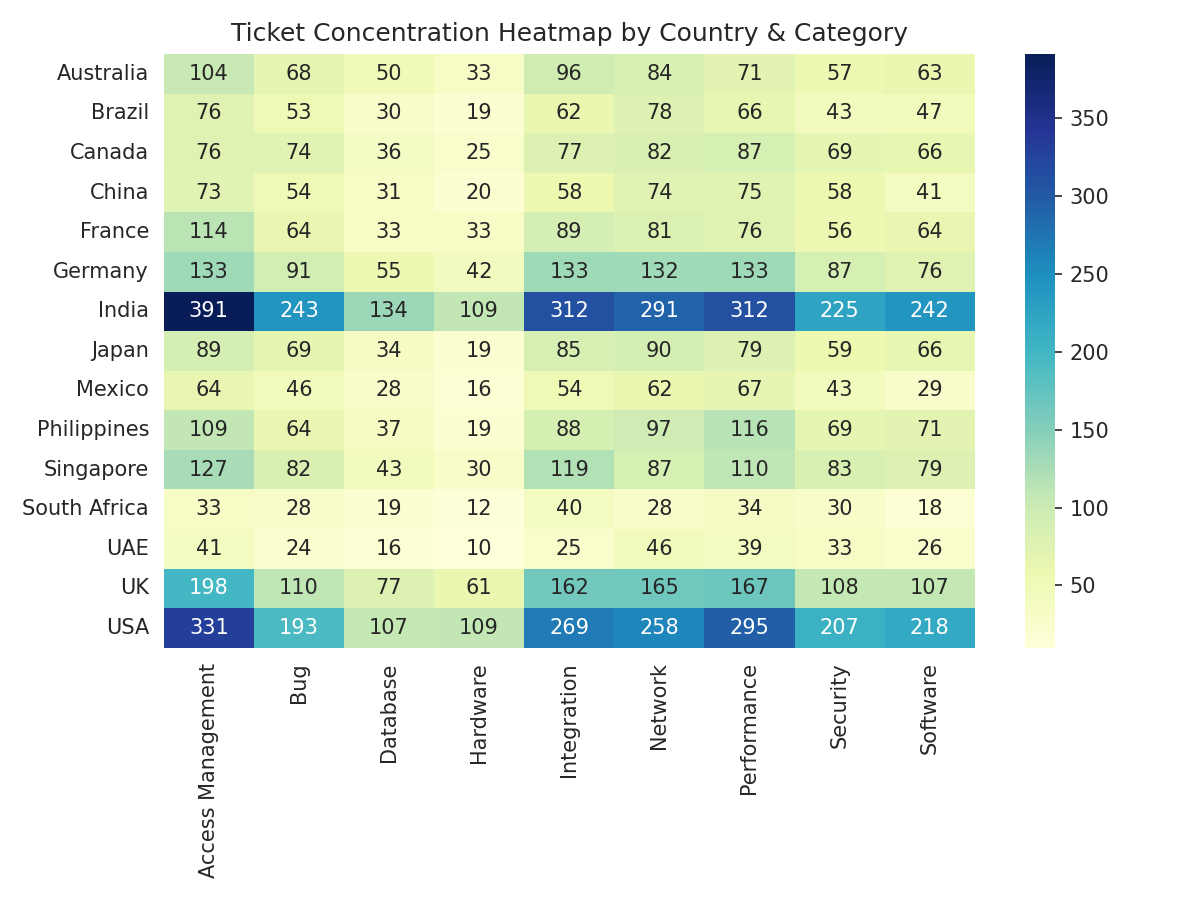 Ticket Concentration Heatmap by Country & Category
Australia 104 68 50 33 96 84 71 57 63
Brazil 76 53 30 19 62 78 66 43 47
Canada 76 74 36 25 77 82 87 69 66
China 73 54 31 20 58 74 75 58 41
France 114 64 33 33 89 81 76 56 64
Germany 133 91 55 42 133 132 133 87 76
India 391 243 134 109 312 291 312 225 242
Japan 89 69 34 19 85 90 79 59 66
Mexico 64 46 28 16 54 62 67 43 29
Philippines 109 64 37 19 88 97 116 69 71
Singapore 127 82 43 30 119 87 110 83 79
South Africa 33 28 19 12 40 28 34 30 18
UAE 41 24 16 10 25 46 39 33 26
UK 198 110 77 61 162 165 167 108 107
USA 331 193 107 109 269 258 295 207 218
Access Management
Bug
Database
Hardware
Integration
Network
Performance
Security
Software
350
300
250
200
150
100
50